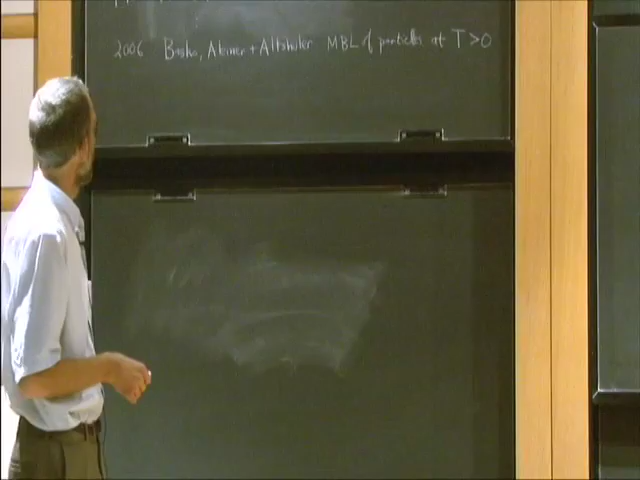 2006 Basko, Aleiner + Altshuler MBL of particles at T > 0